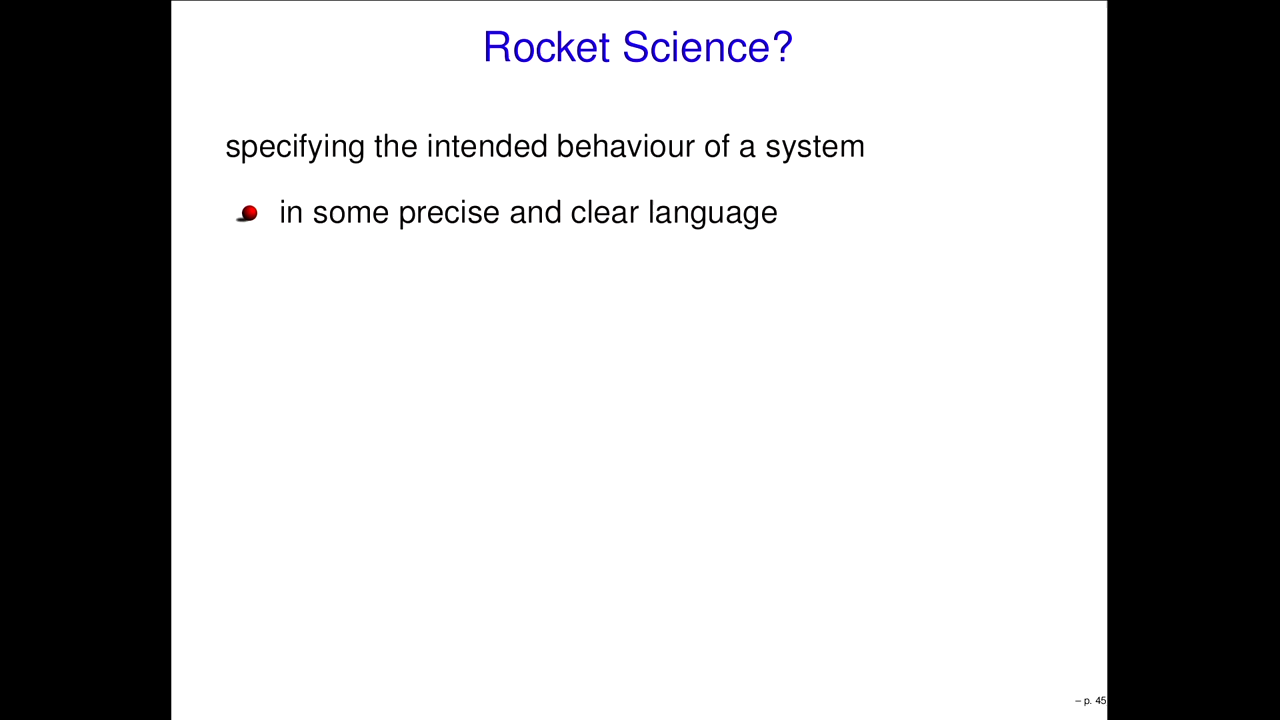 Rocket Science?
specifying the intended behaviour of a system
in some precise and clear language
– p. 45